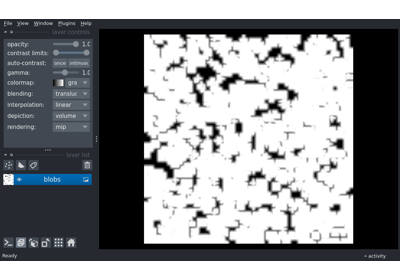 File View Window Plugins Help
layer controls
opacity: 1.0
contrast limits:
auto-contrast: once
gamma: 1.0
colormap: gra
blending: translu
interpolation: linear
depiction: volume
rendering: mip
layer list
blobs
Ready activity